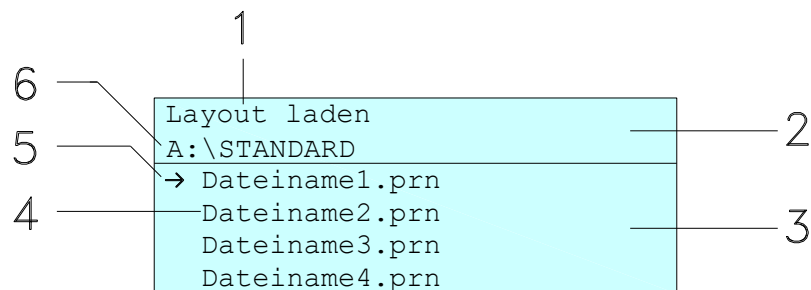 1
6
Layout laden
2
A:\STANDARD
5
→ Dateiname1.prn
4
Dateiname2.prn
3
Dateiname3.prn
Dateiname4.prn